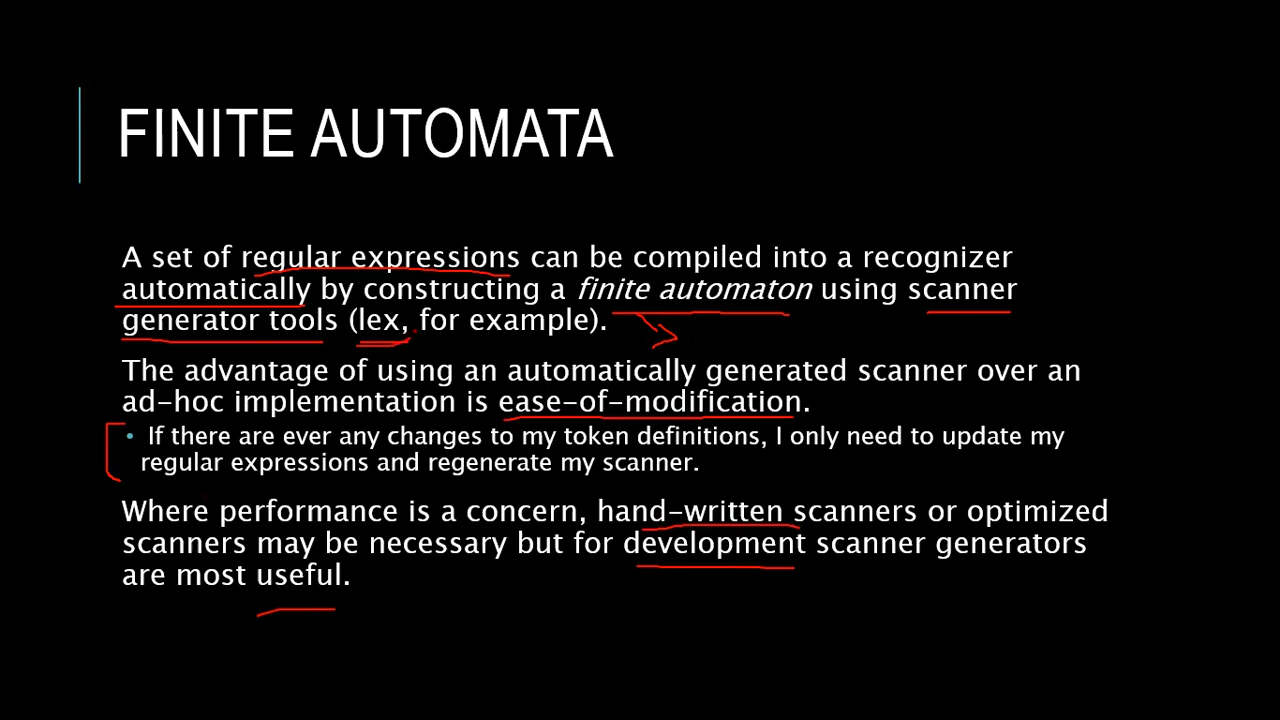 FINITE AUTOMATA
A set of regular expressions can be compiled into a recognizer
automatically by constructing a finite automaton using scanner
generator tools (lex, for example).
The advantage of using an automatically generated scanner over an
ad-hoc implementation is ease-of-modification.
• If there are ever any changes to my token definitions, I only need to update my
regular expressions and regenerate my scanner.
Where performance is a concern, hand-written scanners or optimized
scanners may be necessary but for development scanner generators
are most useful.